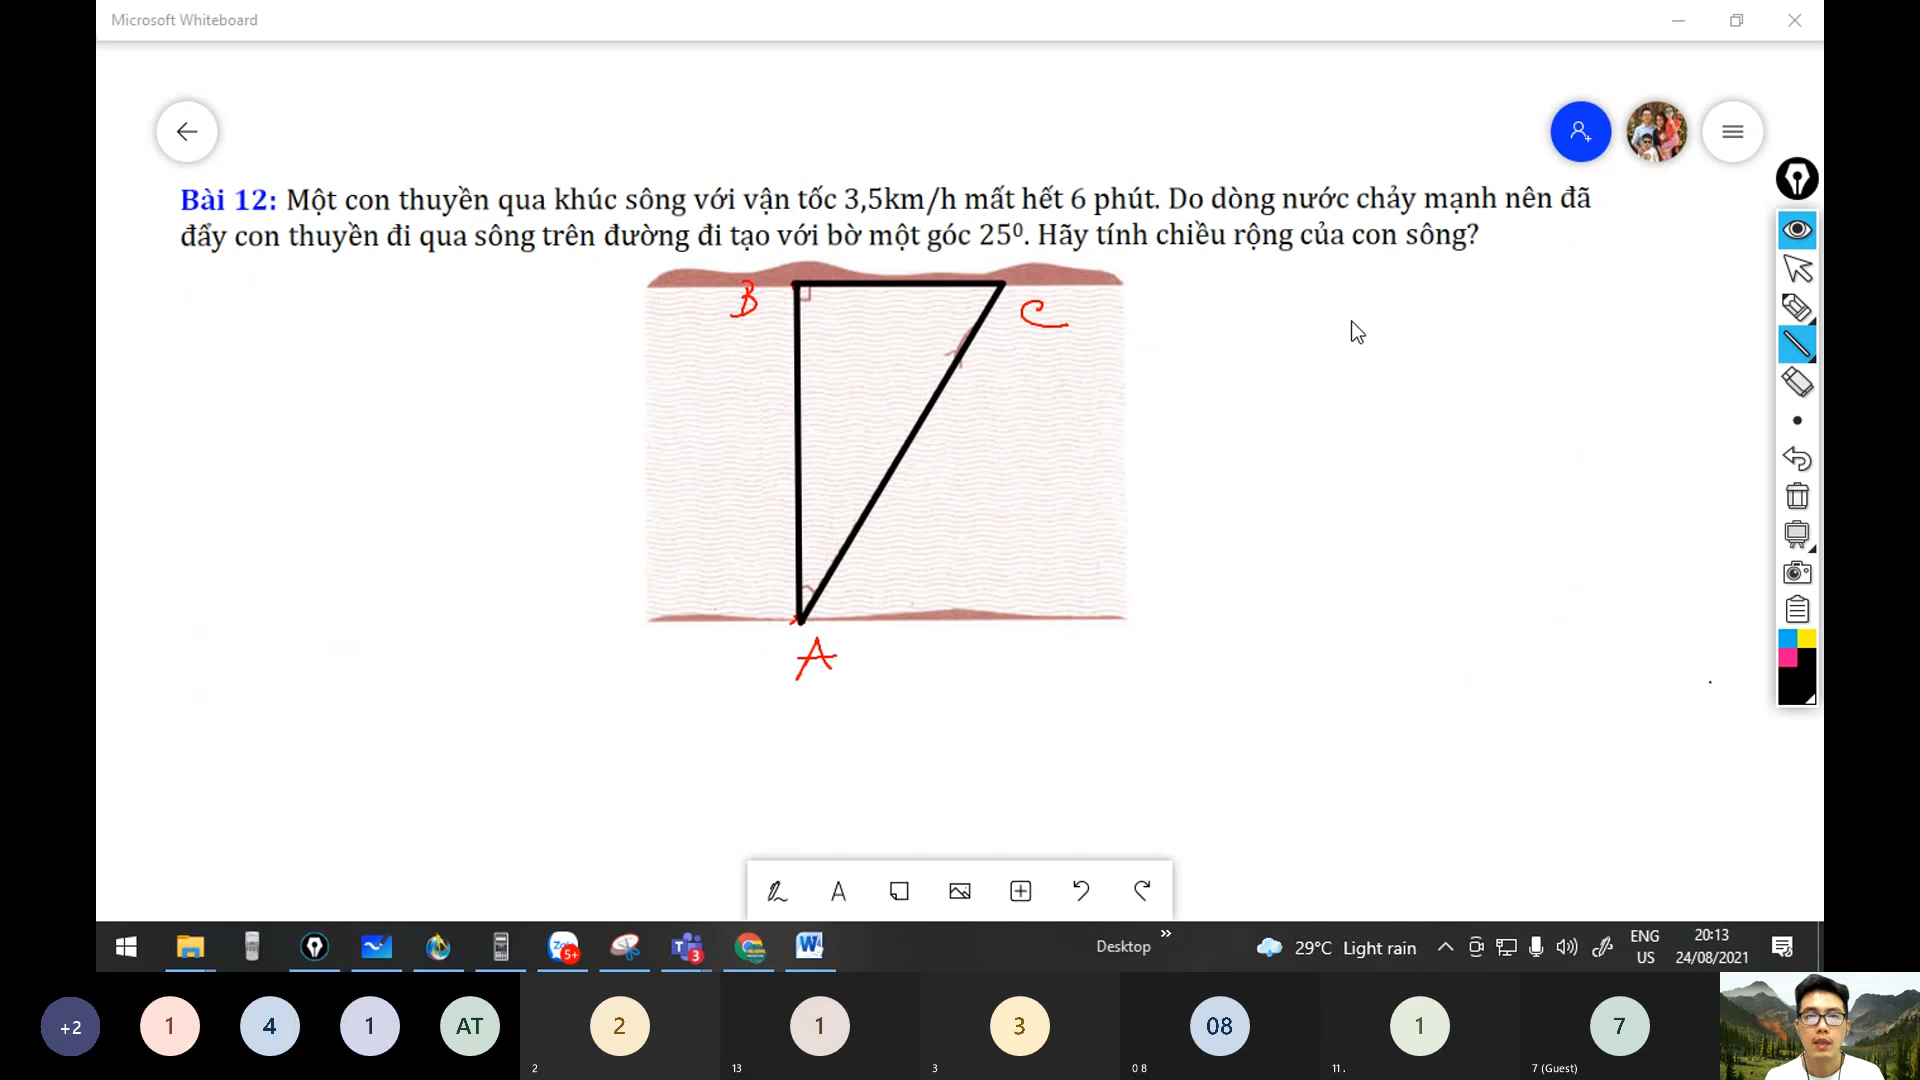 Microsoft Whiteboard
Bài 12: Một con thuyền qua khúc sông với vận tốc 3,5km/h mất hết 6 phút. Do dòng nước chảy mạnh nên đã
đẩy con thuyền đi qua sông trên đường đi tạo với bờ một góc 25⁰. Hãy tính chiều rộng của con sông?
B
C
A
Desktop
29°C Light rain
ENG
US
20:13
24/08/2021
5+
3
+2
1
4
1
AT
2
1
3
08
1
7
2
13
3
0 8
11 .
7 (Guest)